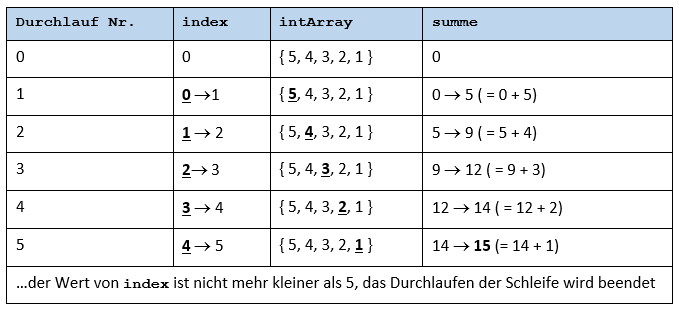 Durchlauf Nr. index intArray summe
0 0 { 5, 4, 3, 2, 1 } 0
1 0 →1 { 5, 4, 3, 2, 1 } 0 → 5 ( = 0 + 5)
2 1 → 2 { 5, 4, 3, 2, 1 } 5 → 9 ( = 5 + 4)
3 2 → 3 { 5, 4, 3, 2, 1 } 9 → 12 ( = 9 + 3)
4 3 → 4 { 5, 4, 3, 2, 1 } 12 → 14 ( = 12 + 2)
5 4 → 5 { 5, 4, 3, 2, 1 } 14 → 15 (= 14 + 1)
…der Wert von index ist nicht mehr kleiner als 5, das Durchlaufen der Schleife wird beendet